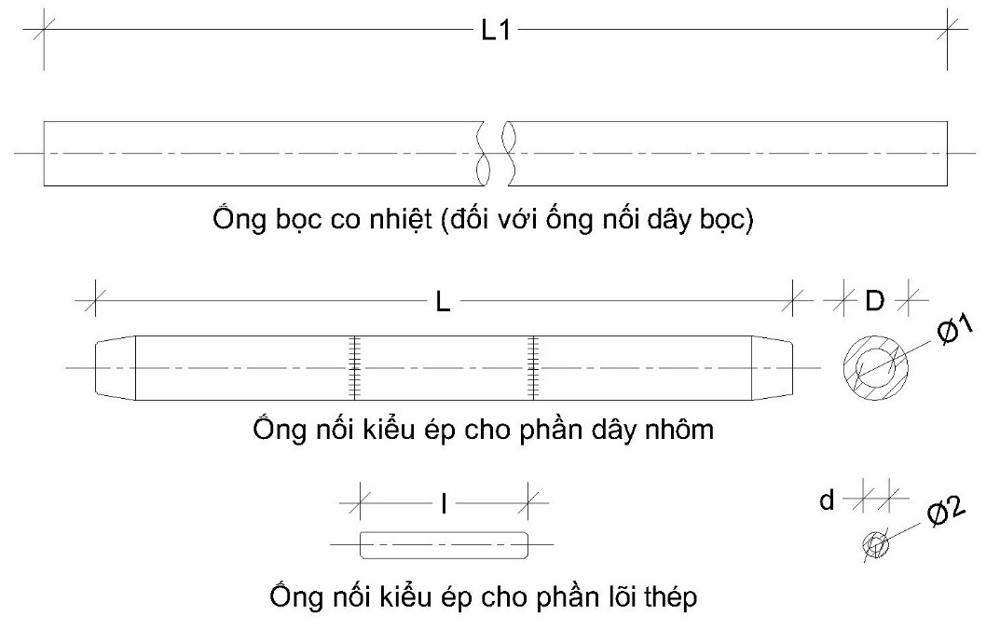 L1
Ống bọc co nhiệt (đối với ống nối dây bọc)
L
D
Ø1
Ống nối kiểu ép cho phần dây nhôm
l
d
Ø2
Ống nối kiểu ép cho phần lõi thép